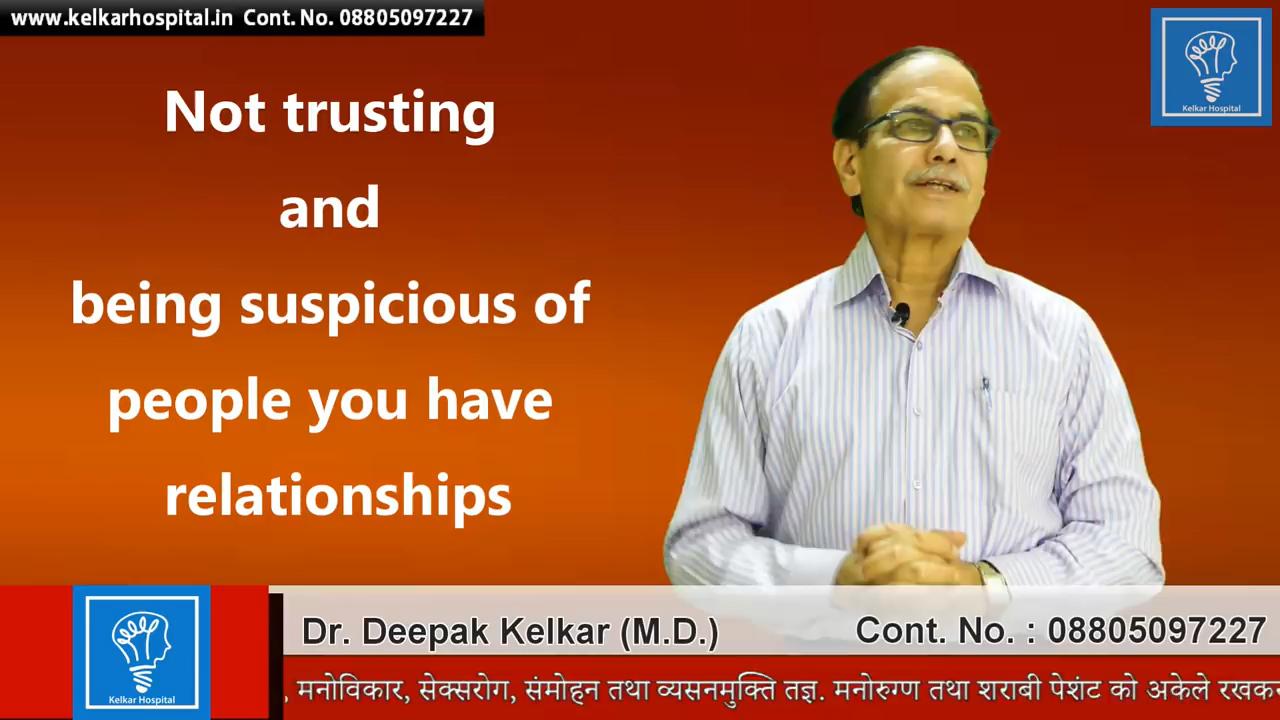 www.kelkarhospital.in Cont. No. 08805097227
Kelkar Hospital
Not trusting
and
being suspicious of
people you have
relationships
Kelkar Hospital
Dr. Deepak Kelkar (M.D.)
Cont. No. : 08805097227
, मनोविकार, सेक्सरोग, संमोहन तथा व्यसनमुक्ति तज्ञ. मनोरुग्ण तथा शराबी पेशंट को अकेले रखकर